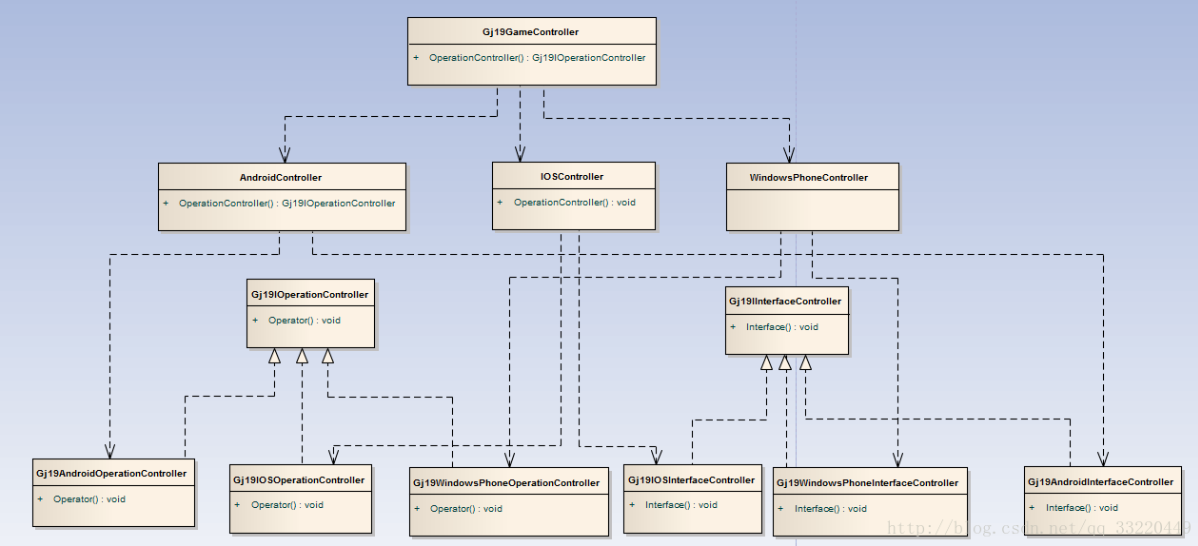 Gj19GameController
+ OperationController() : Gj19IOperationController
AndroidController
+ OperationController() : Gj19IOperationController
IOSController
+ OperationController() : void
WindowsPhoneController
Gj19IOperationController
+ Operator() : void
Gj19IInterfaceController
+ Interface() : void
Gj19AndroidOperationController
+ Operator() : void
Gj19IOSOperationController
+ Operator() : void
Gj19WindowsPhoneOperationController
+ Operator() : void
Gj19IOSInterfaceController
+ Interface() : void
Gj19WindowsPhoneInterfaceController
+ Interface() : void
Gj19AndroidInterfaceController
+ Interface() : void
http://blog.csdn.net/qq_33220449